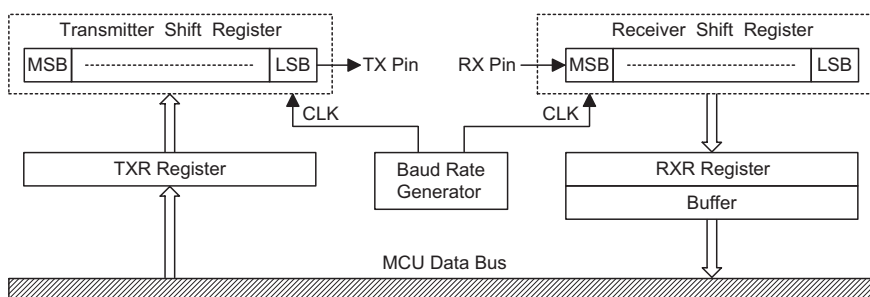 Transmitter Shift Register
MSB
LSB
TX Pin
CLK
TXR Register
Baud Rate
Generator
Receiver Shift Register
RX Pin
MSB
LSB
CLK
RXR Register
Buffer
MCU Data Bus